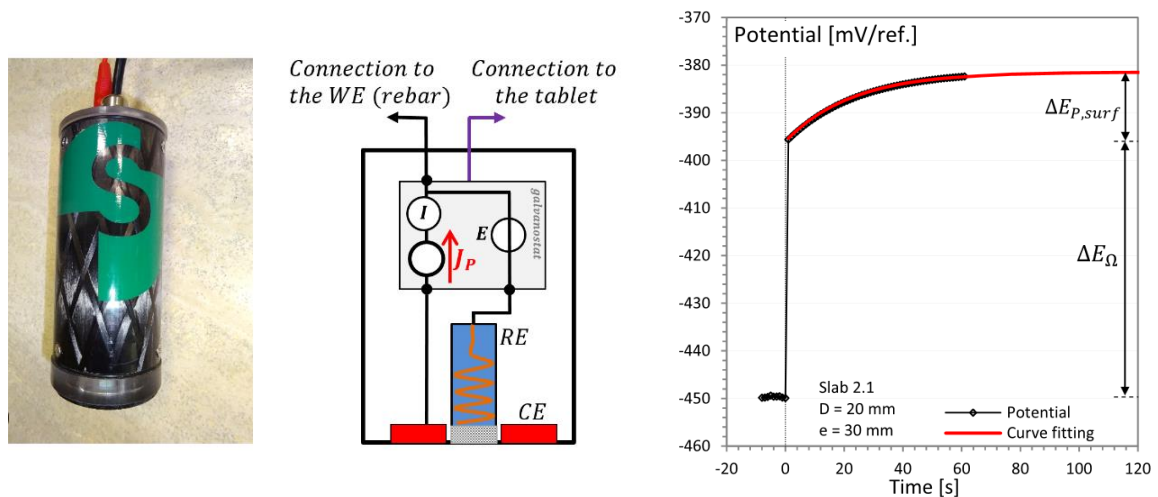 S
Connection to
the WE (rebar)
Connection to
the tablet
I
E
J_P
galvanostat
RE
CE
Potential [mV/ref.]
-370
-380
-390
-400
-410
-420
-430
-440
-450
-460
-20
0
20
40
60
80
100
120
Time [s]
ΔE_P,surf
ΔE_Ω
Slab 2.1
D = 20 mm
e = 30 mm
Potential
Curve fitting